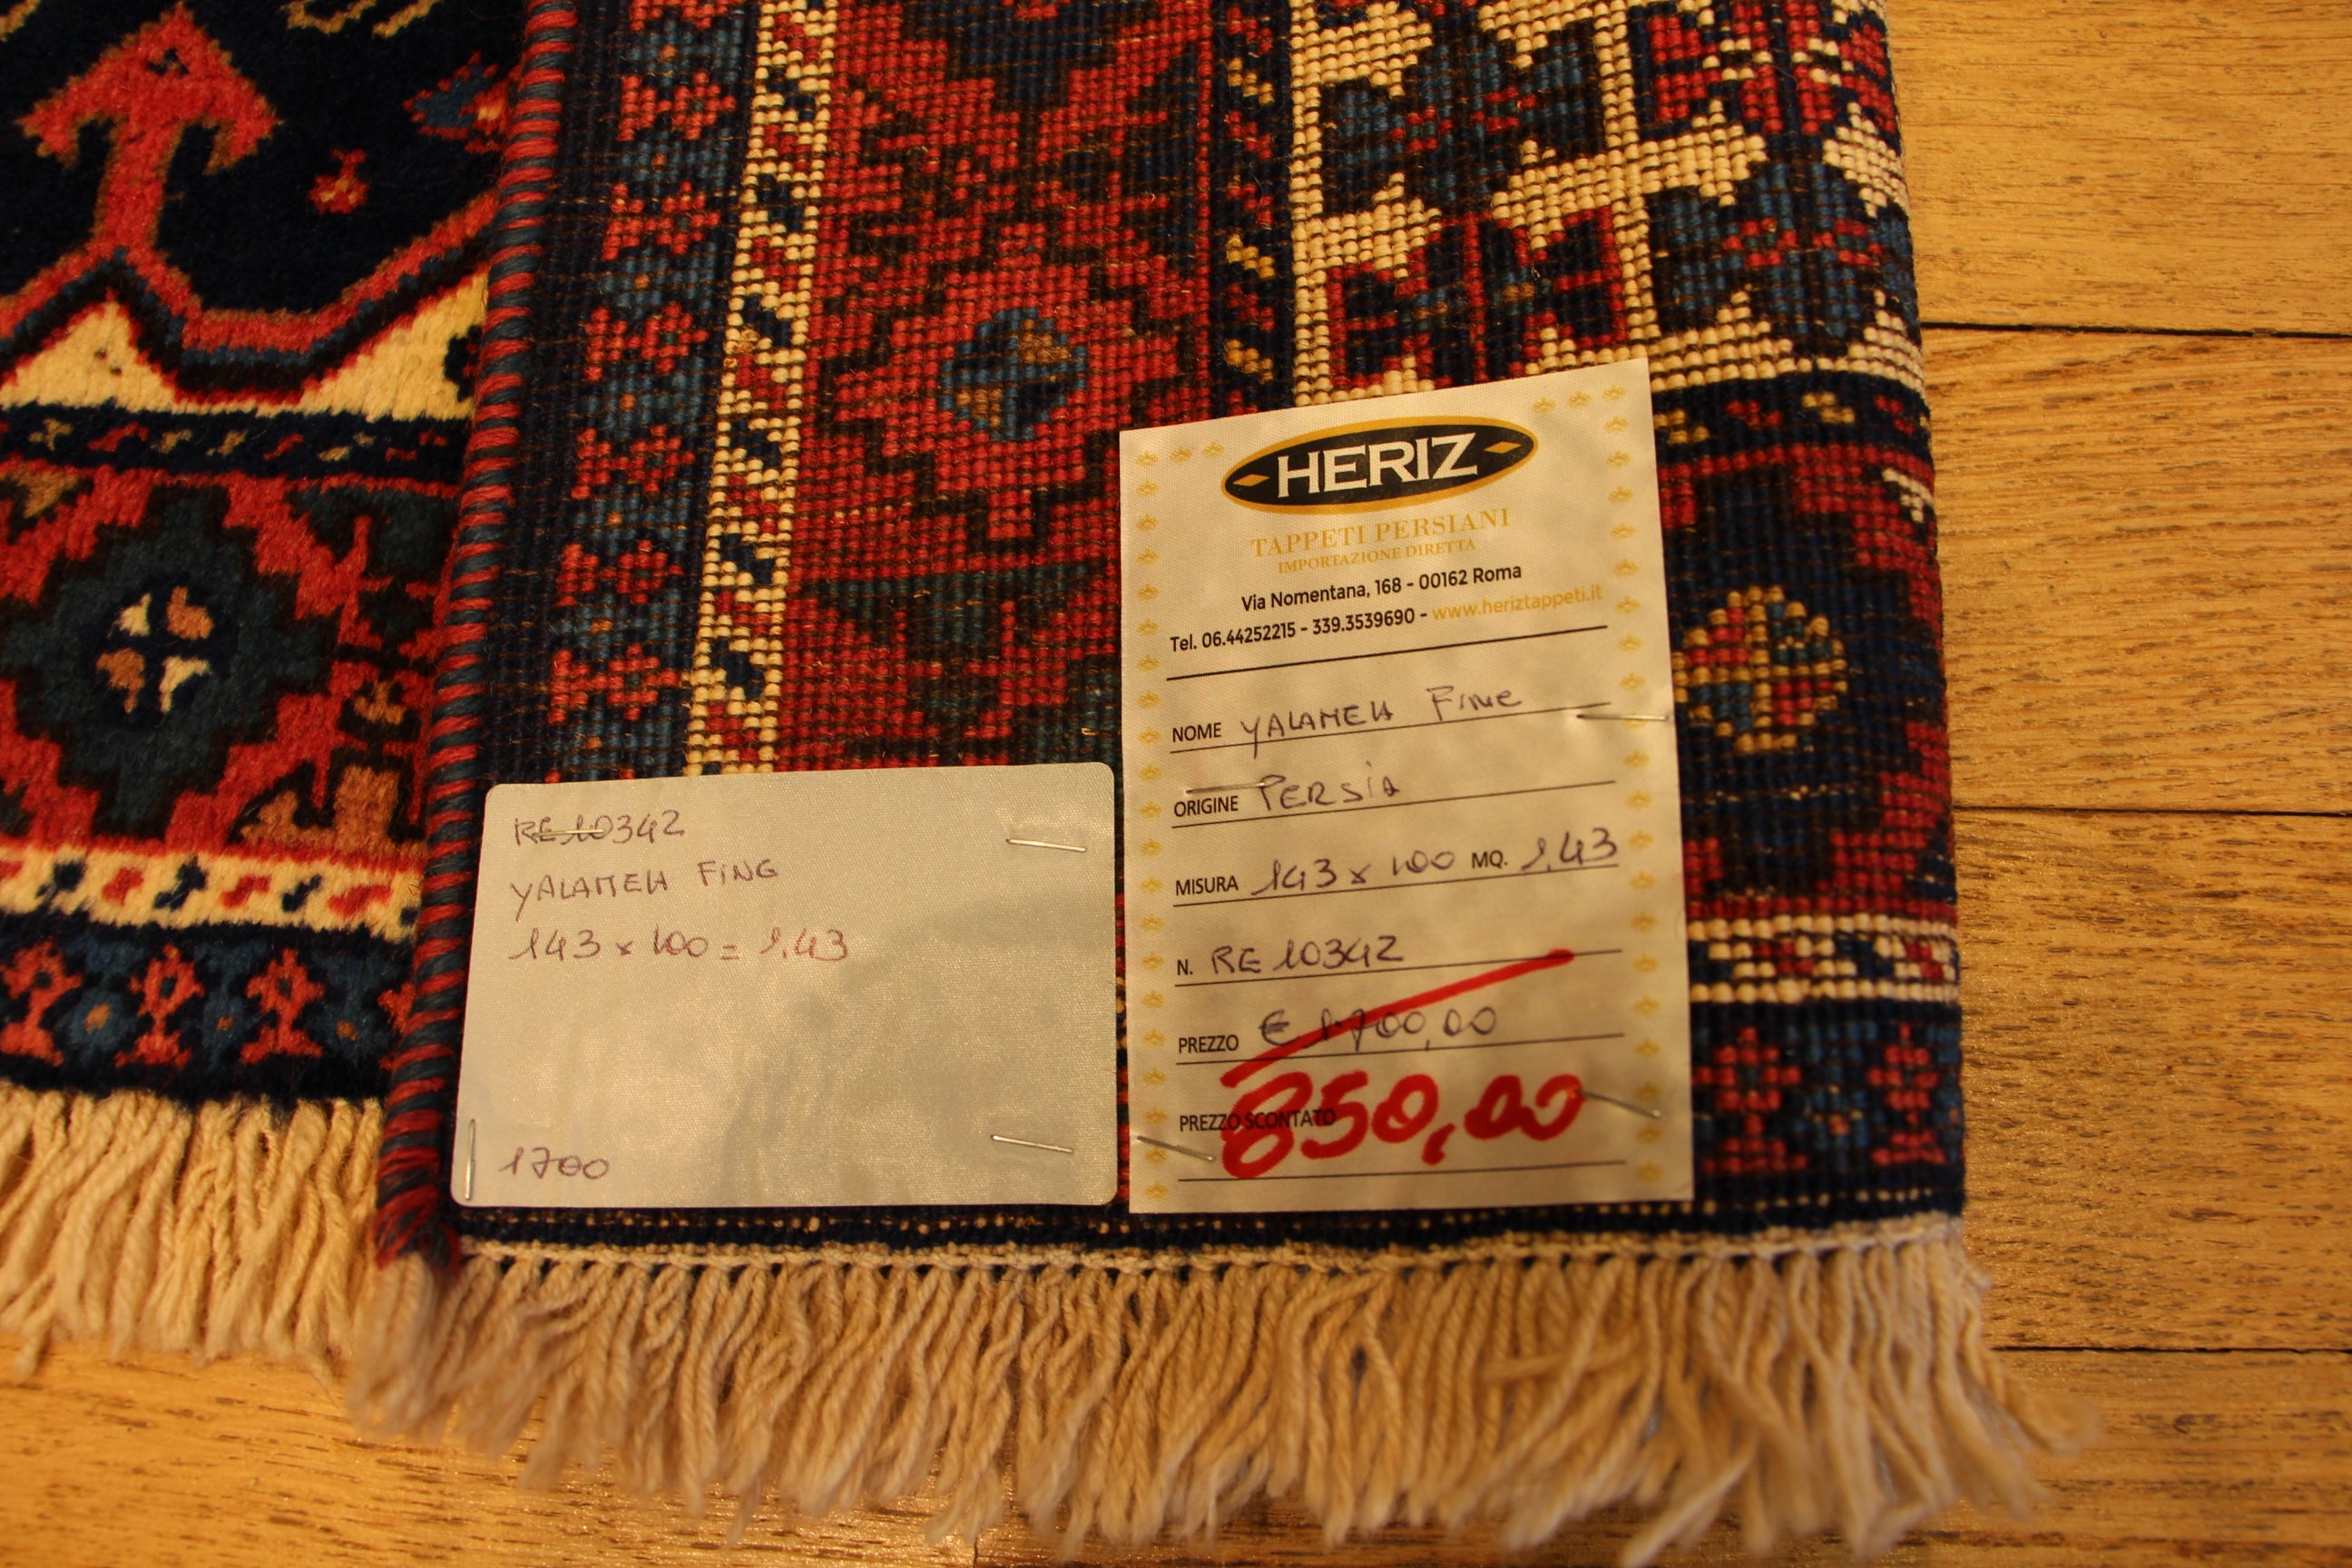 RE 10342
YALAMEH FINE
143 x 100 = 1,43
1700
HERIZ
TAPPETI PERSIANI
IMPORTAZIONE DIRETTA
Via Nomentana, 168 - 00162 Roma
Tel. 06.44252215 - 339.3539690 - www.heriztappeti.it
NOME YALAMEH Fine
ORIGINE PERSiA
MISURA 143 x 100 MQ. 1,43
N. RE 10342
PREZZO € 1.700,00
PREZZO SCONTATO 850,00